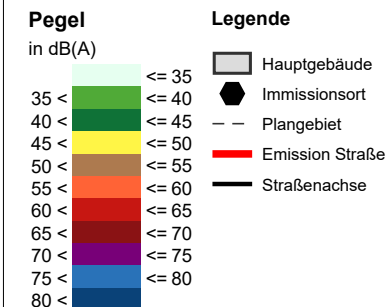 Pegel
in dB(A)
<= 35
35 < <= 40
40 < <= 45
45 < <= 50
50 < <= 55
55 < <= 60
60 < <= 65
65 < <= 70
70 < <= 75
75 < <= 80
80 <
Legende
Hauptgebäude
Immissionsort
Plangebiet
Emission Straße
Straßenachse